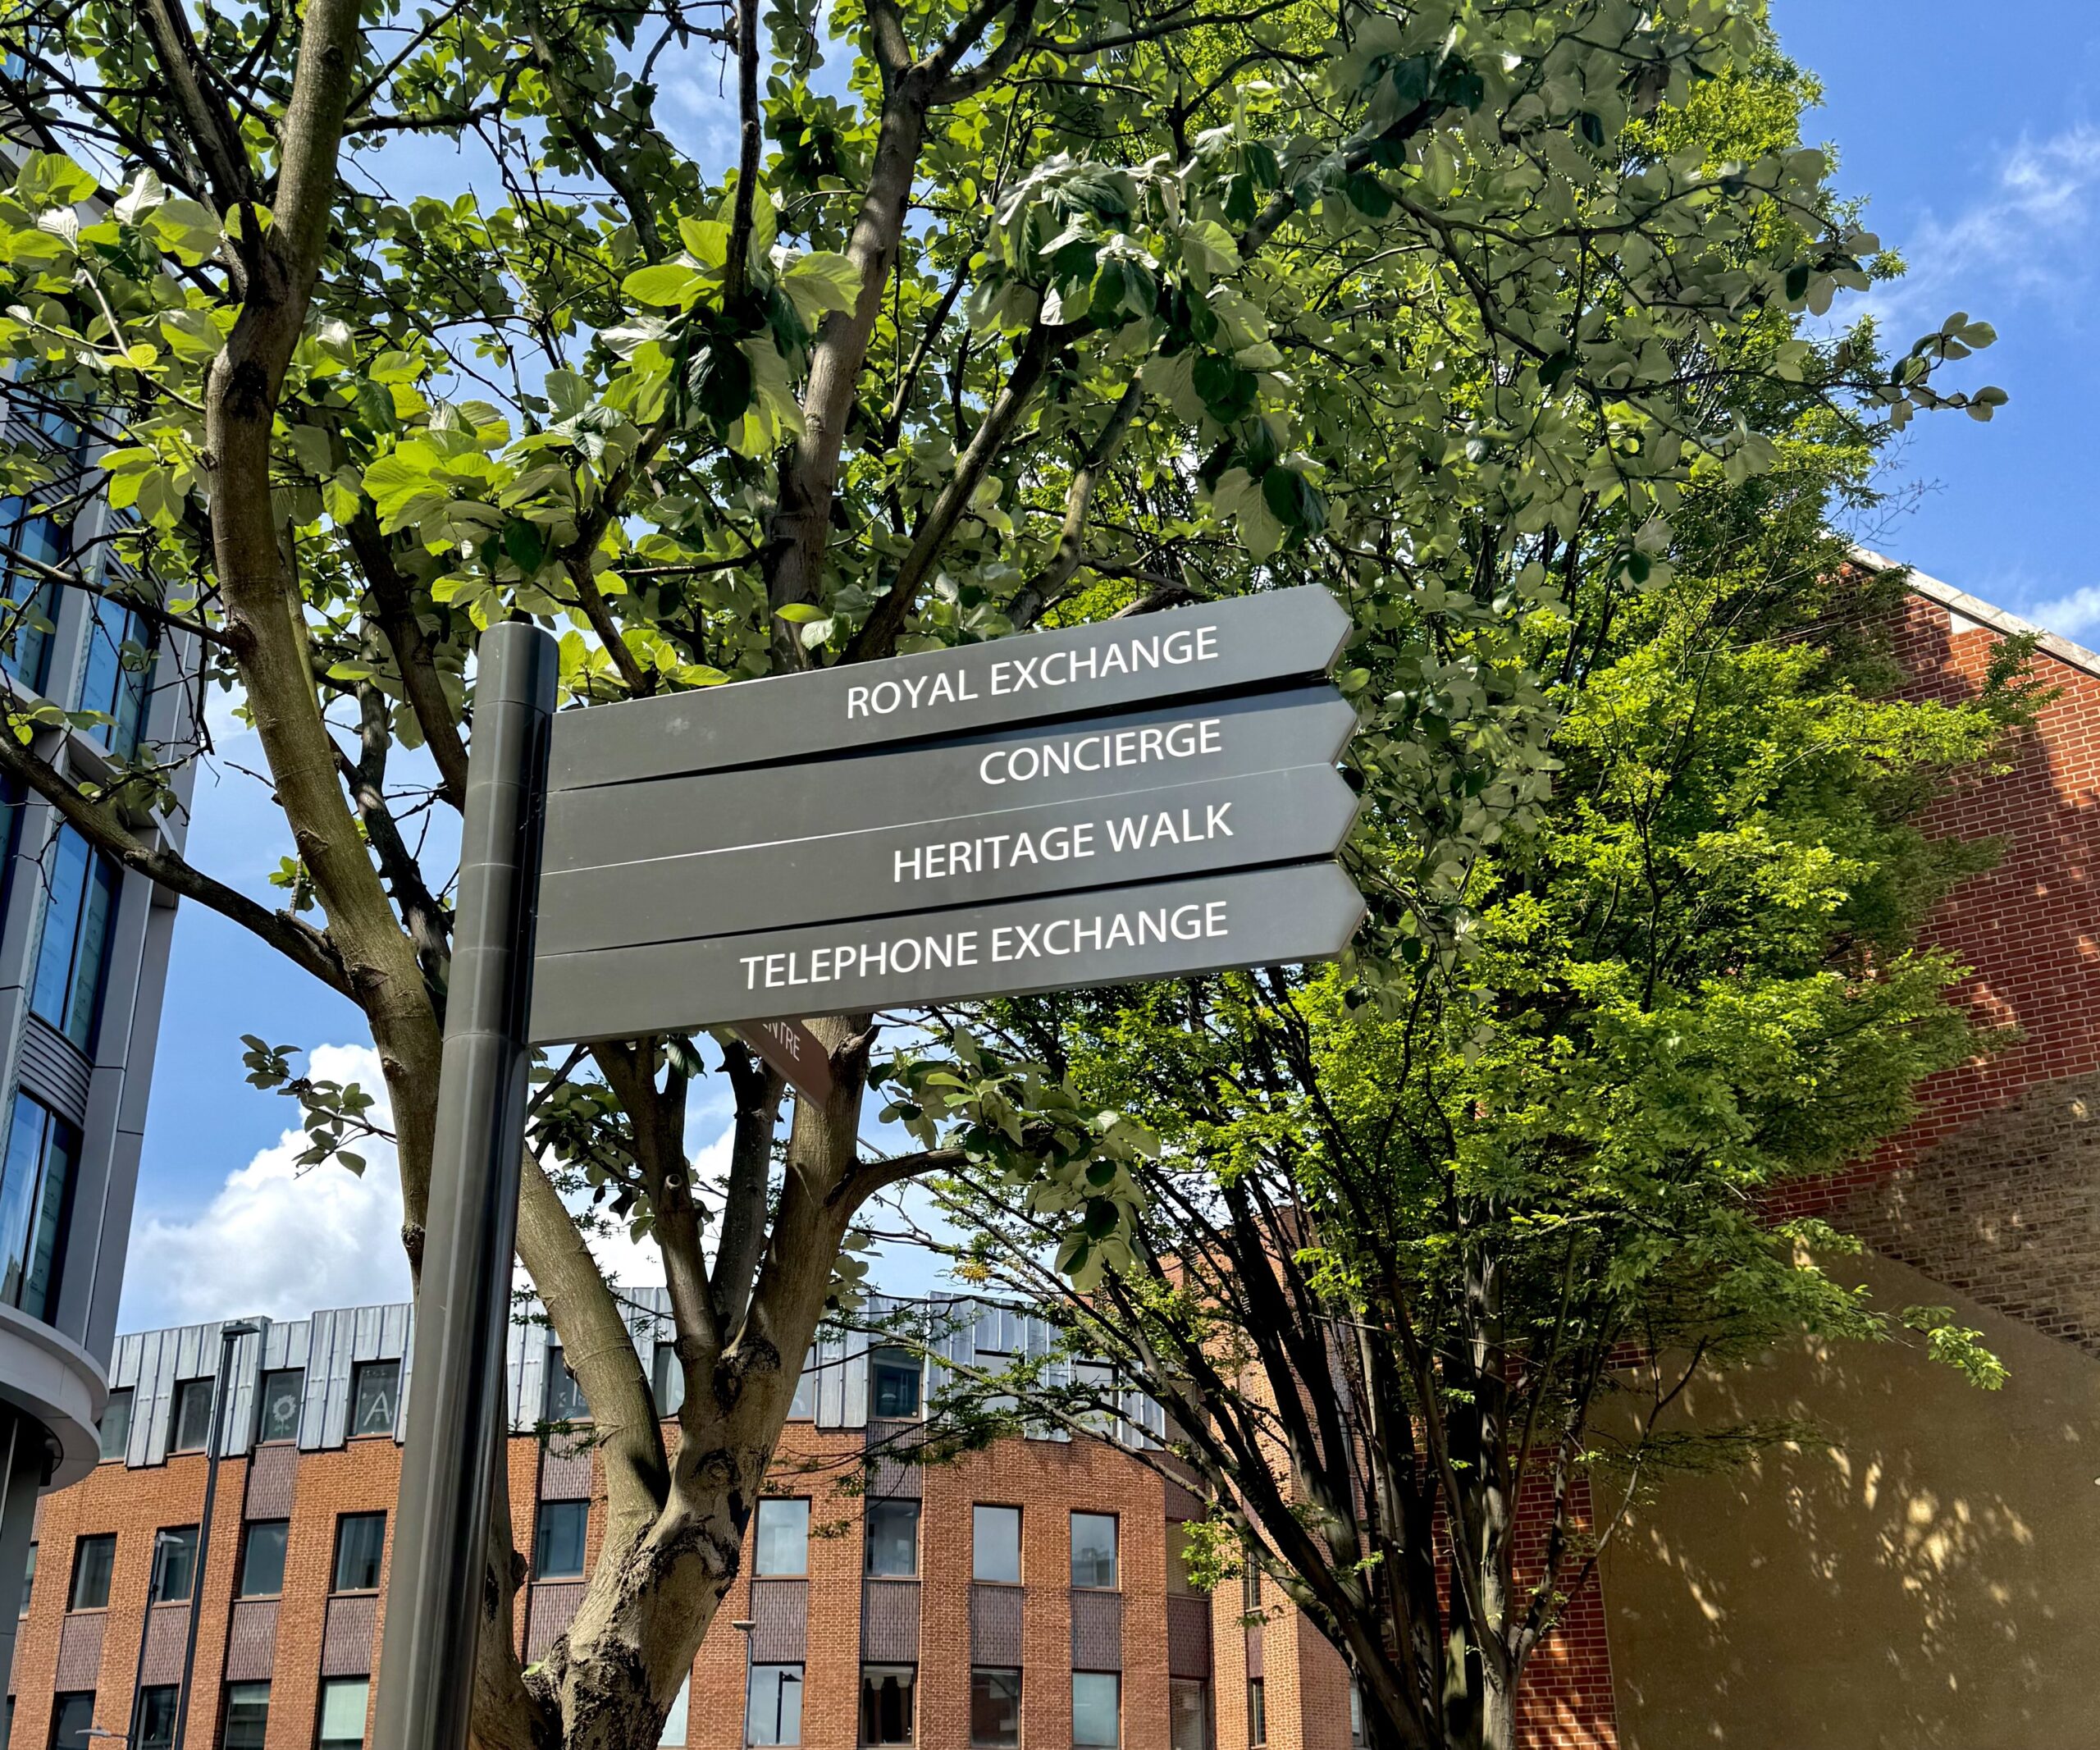 ROYAL EXCHANGE
CONCIERGE
HERITAGE WALK
TELEPHONE EXCHANGE
A